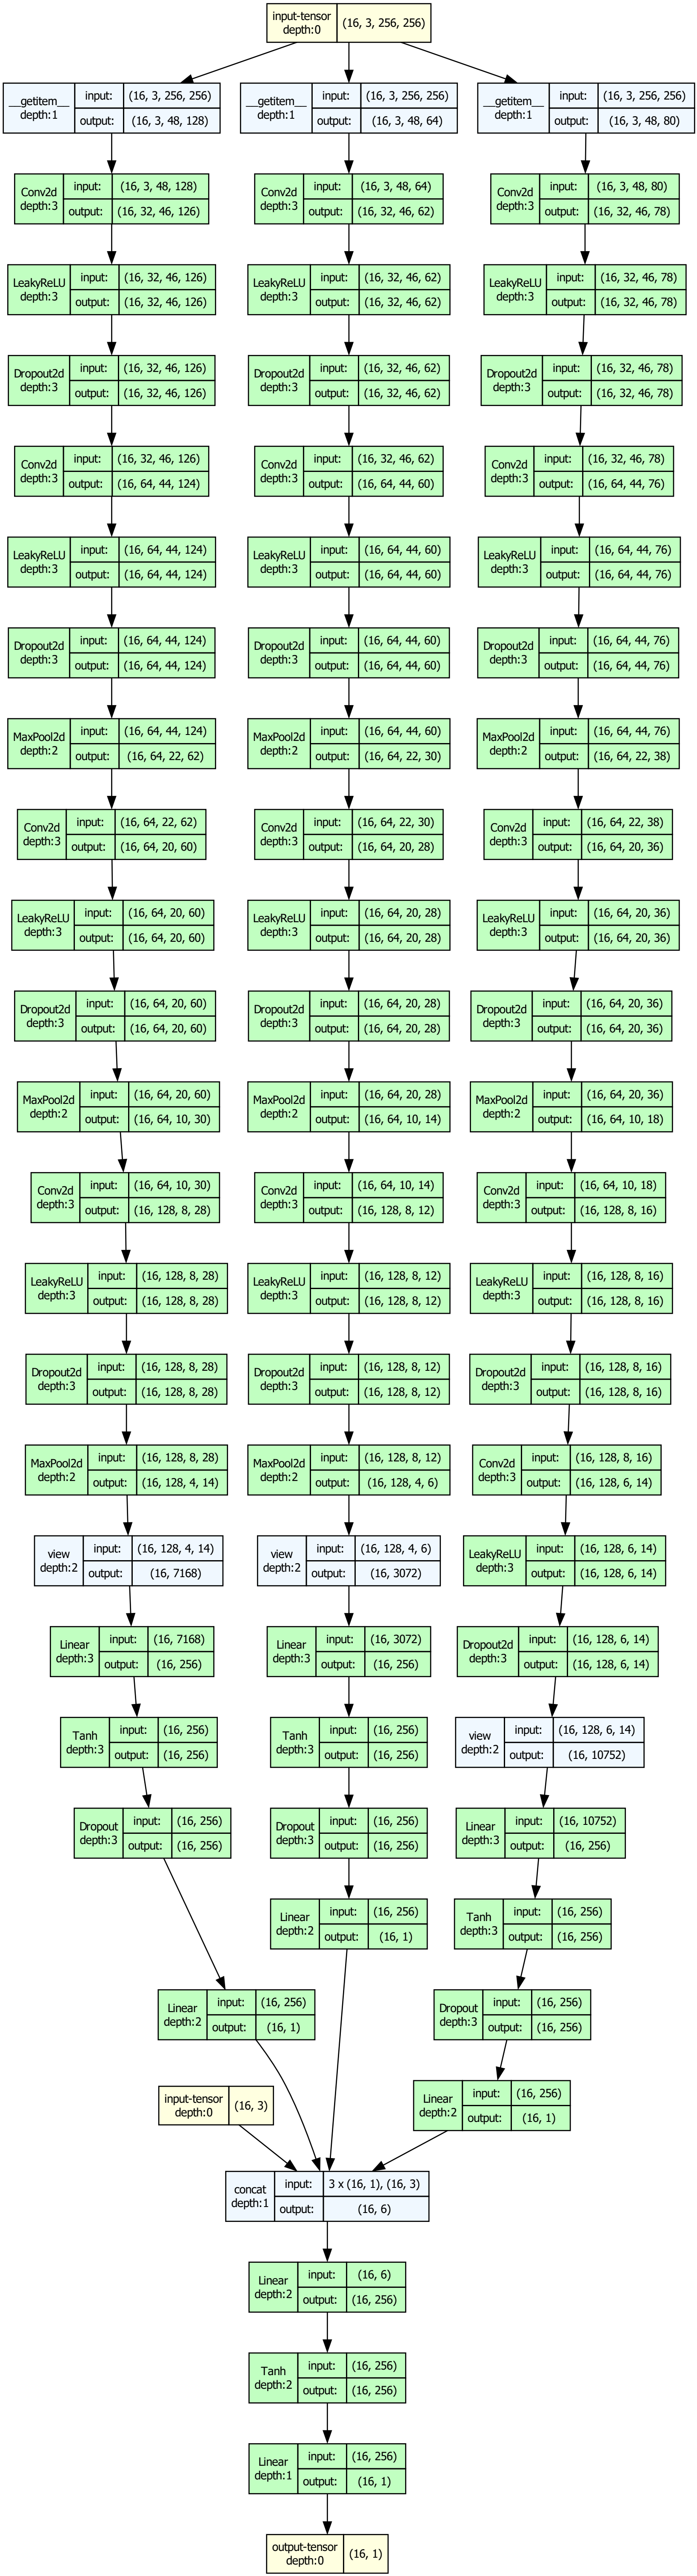 input-tensor
depth:0 (16, 3, 256, 256)
__getitem__ input: (16, 3, 256, 256)
depth:1 output: (16, 3, 48, 128)
__getitem__ input: (16, 3, 256, 256)
depth:1 output: (16, 3, 48, 64)
__getitem__ input: (16, 3, 256, 256)
depth:1 output: (16, 3, 48, 80)
Conv2d input: (16, 3, 48, 128)
depth:3 output: (16, 32, 46, 126)
Conv2d input: (16, 3, 48, 64)
depth:3 output: (16, 32, 46, 62)
Conv2d input: (16, 3, 48, 80)
depth:3 output: (16, 32, 46, 78)
LeakyReLU input: (16, 32, 46, 126)
depth:3 output: (16, 32, 46, 126)
LeakyReLU input: (16, 32, 46, 62)
depth:3 output: (16, 32, 46, 62)
LeakyReLU input: (16, 32, 46, 78)
depth:3 output: (16, 32, 46, 78)
Dropout2d input: (16, 32, 46, 126)
depth:3 output: (16, 32, 46, 126)
Dropout2d input: (16, 32, 46, 62)
depth:3 output: (16, 32, 46, 62)
Dropout2d input: (16, 32, 46, 78)
depth:3 output: (16, 32, 46, 78)
Conv2d input: (16, 32, 46, 126)
depth:3 output: (16, 64, 44, 124)
Conv2d input: (16, 32, 46, 62)
depth:3 output: (16, 64, 44, 60)
Conv2d input: (16, 32, 46, 78)
depth:3 output: (16, 64, 44, 76)
LeakyReLU input: (16, 64, 44, 124)
depth:3 output: (16, 64, 44, 124)
LeakyReLU input: (16, 64, 44, 60)
depth:3 output: (16, 64, 44, 60)
LeakyReLU input: (16, 64, 44, 76)
depth:3 output: (16, 64, 44, 76)
Dropout2d input: (16, 64, 44, 124)
depth:3 output: (16, 64, 44, 124)
Dropout2d input: (16, 64, 44, 60)
depth:3 output: (16, 64, 44, 60)
Dropout2d input: (16, 64, 44, 76)
depth:3 output: (16, 64, 44, 76)
MaxPool2d input: (16, 64, 44, 124)
depth:2 output: (16, 64, 22, 62)
MaxPool2d input: (16, 64, 44, 60)
depth:2 output: (16, 64, 22, 30)
MaxPool2d input: (16, 64, 44, 76)
depth:2 output: (16, 64, 22, 38)
Conv2d input: (16, 64, 22, 62)
depth:3 output: (16, 64, 20, 60)
Conv2d input: (16, 64, 22, 30)
depth:3 output: (16, 64, 20, 28)
Conv2d input: (16, 64, 22, 38)
depth:3 output: (16, 64, 20, 36)
LeakyReLU input: (16, 64, 20, 60)
depth:3 output: (16, 64, 20, 60)
LeakyReLU input: (16, 64, 20, 28)
depth:3 output: (16, 64, 20, 28)
LeakyReLU input: (16, 64, 20, 36)
depth:3 output: (16, 64, 20, 36)
Dropout2d input: (16, 64, 20, 60)
depth:3 output: (16, 64, 20, 60)
Dropout2d input: (16, 64, 20, 28)
depth:3 output: (16, 64, 20, 28)
Dropout2d input: (16, 64, 20, 36)
depth:3 output: (16, 64, 20, 36)
MaxPool2d input: (16, 64, 20, 60)
depth:2 output: (16, 64, 10, 30)
MaxPool2d input: (16, 64, 20, 28)
depth:2 output: (16, 64, 10, 14)
MaxPool2d input: (16, 64, 20, 36)
depth:2 output: (16, 64, 10, 18)
Conv2d input: (16, 64, 10, 30)
depth:3 output: (16, 128, 8, 28)
Conv2d input: (16, 64, 10, 14)
depth:3 output: (16, 128, 8, 12)
Conv2d input: (16, 64, 10, 18)
depth:3 output: (16, 128, 8, 16)
LeakyReLU input: (16, 128, 8, 28)
depth:3 output: (16, 128, 8, 28)
LeakyReLU input: (16, 128, 8, 12)
depth:3 output: (16, 128, 8, 12)
LeakyReLU input: (16, 128, 8, 16)
depth:3 output: (16, 128, 8, 16)
Dropout2d input: (16, 128, 8, 28)
depth:3 output: (16, 128, 8, 28)
Dropout2d input: (16, 128, 8, 12)
depth:3 output: (16, 128, 8, 12)
Dropout2d input: (16, 128, 8, 16)
depth:3 output: (16, 128, 8, 16)
MaxPool2d input: (16, 128, 8, 28)
depth:2 output: (16, 128, 4, 14)
MaxPool2d input: (16, 128, 8, 12)
depth:2 output: (16, 128, 4, 6)
Conv2d input: (16, 128, 8, 16)
depth:3 output: (16, 128, 6, 14)
view input: (16, 128, 4, 14)
depth:2 output: (16, 7168)
view input: (16, 128, 4, 6)
depth:2 output: (16, 3072)
LeakyReLU input: (16, 128, 6, 14)
depth:3 output: (16, 128, 6, 14)
Linear input: (16, 7168)
depth:3 output: (16, 256)
Linear input: (16, 3072)
depth:3 output: (16, 256)
Dropout2d input: (16, 128, 6, 14)
depth:3 output: (16, 128, 6, 14)
Tanh input: (16, 256)
depth:3 output: (16, 256)
Tanh input: (16, 256)
depth:3 output: (16, 256)
view input: (16, 128, 6, 14)
depth:2 output: (16, 10752)
Dropout input: (16, 256)
depth:3 output: (16, 256)
Dropout input: (16, 256)
depth:3 output: (16, 256)
Linear input: (16, 10752)
depth:3 output: (16, 256)
Linear input: (16, 256)
depth:2 output: (16, 1)
Tanh input: (16, 256)
depth:3 output: (16, 256)
Linear input: (16, 256)
depth:2 output: (16, 1)
Dropout input: (16, 256)
depth:3 output: (16, 256)
input-tensor
depth:0 (16, 3)
Linear input: (16, 256)
depth:2 output: (16, 1)
concat input: 3 x (16, 1), (16, 3)
depth:1 output: (16, 6)
Linear input: (16, 6)
depth:2 output: (16, 256)
Tanh input: (16, 256)
depth:2 output: (16, 256)
Linear input: (16, 256)
depth:1 output: (16, 1)
output-tensor
depth:0 (16, 1)